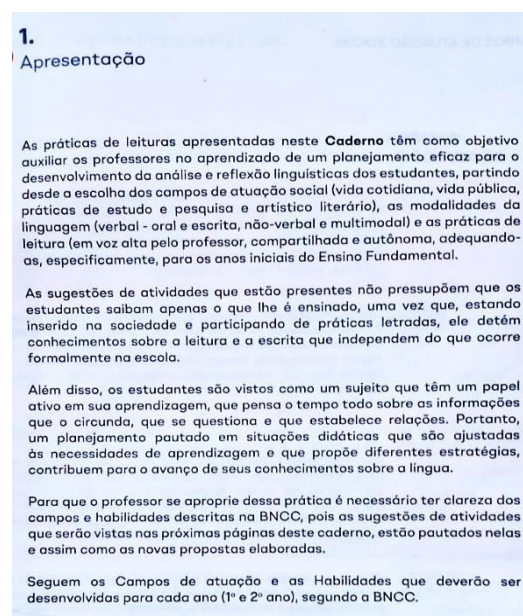 1.
Apresentação
As práticas de leituras apresentadas neste Caderno têm como objetivo
auxiliar os professores no aprendizado de um planejamento eficaz para o
desenvolvimento da análise e reflexão linguísticas dos estudantes, partindo
desde a escolha dos campos de atuação social (vida cotidiana, vida pública,
práticas de estudo e pesquisa e artístico literário), as modalidades da
linguagem (verbal - oral e escrita, não-verbal e multimodal) e as práticas de
leitura (em voz alta pelo professor, compartilhada e autônoma, adequando-
as, especificamente, para os anos iniciais do Ensino Fundamental.
As sugestões de atividades que estão presentes não pressupõem que os
estudantes saibam apenas o que lhe é ensinado, uma vez que, estando
inserido na sociedade e participando de práticas letradas, ele detém
conhecimentos sobre a leitura e a escrita que independem do que ocorre
formalmente na escola.
Além disso, os estudantes são vistos como um sujeito que têm um papel
ativo em sua aprendizagem, que pensa o tempo todo sobre as informações
que o circunda, que se questiona e que estabelece relações. Portanto,
um planejamento pautado em situações didáticas que são ajustadas
às necessidades de aprendizagem e que propõe diferentes estratégias,
contribuem para o avanço de seus conhecimentos sobre a língua.
Para que o professor se aproprie dessa prática é necessário ter clareza dos
campos e habilidades descritas na BNCC, pois as sugestões de atividades
que serão vistas nas próximas páginas deste caderno, estão pautados nelas
e assim como as novas propostas elaboradas.
Seguem os Campos de atuação e as Habilidades que deverão ser
desenvolvidas para cada ano (1º e 2º ano), segundo a BNCC.